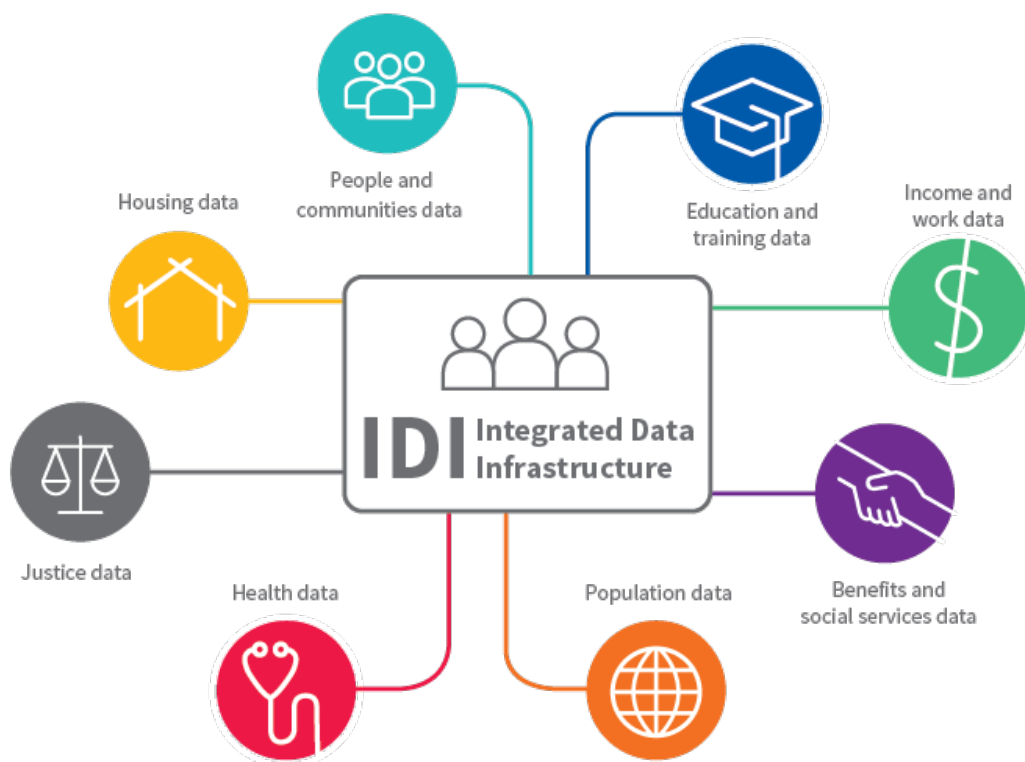 People and
communities data
Education and
training data
Income and
work data
Housing data
IDI
Integrated Data
Infrastructure
Justice data
Benefits and
social services data
Health data
Population data